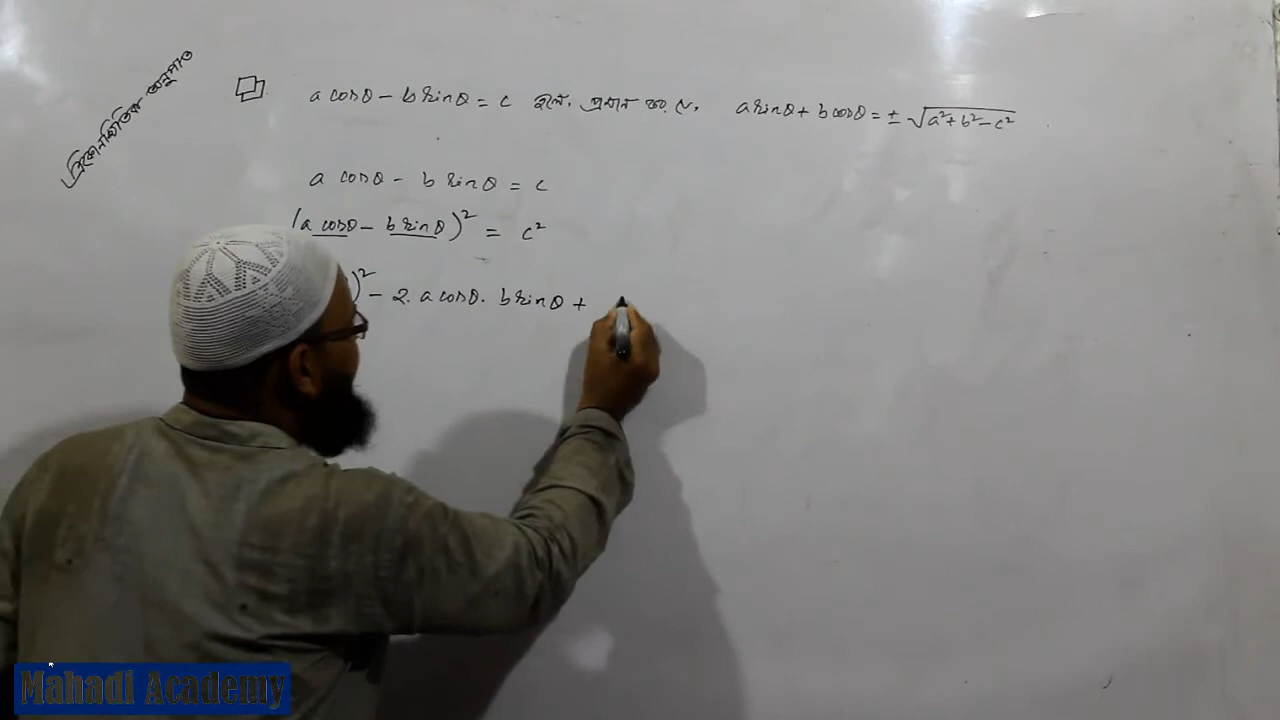 ত্রিকোনমিতিক অনুপাত
a cosθ - b sinθ = c হলে, প্রমান কর যে, a sinθ + b cosθ = ± √a²+b²-c²
a cosθ - b sinθ = c
(a cosθ - b sinθ)² = c²
)² - 2. a cosθ. b sinθ +
Mahadi Academy